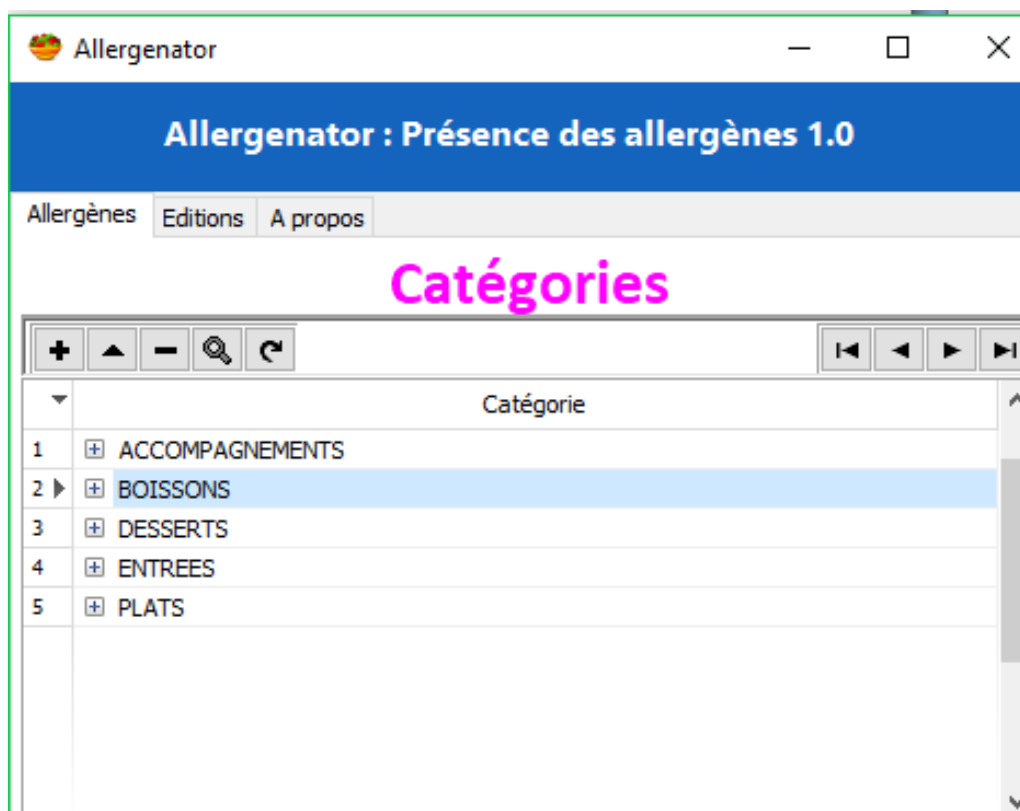 Allergenator
Allergenator : Présence des allergènes 1.0
Allergènes Editions A propos
Catégories
Catégorie
1 ACCOMPAGNEMENTS
2 BOISSONS
3 DESSERTS
4 ENTREES
5 PLATS